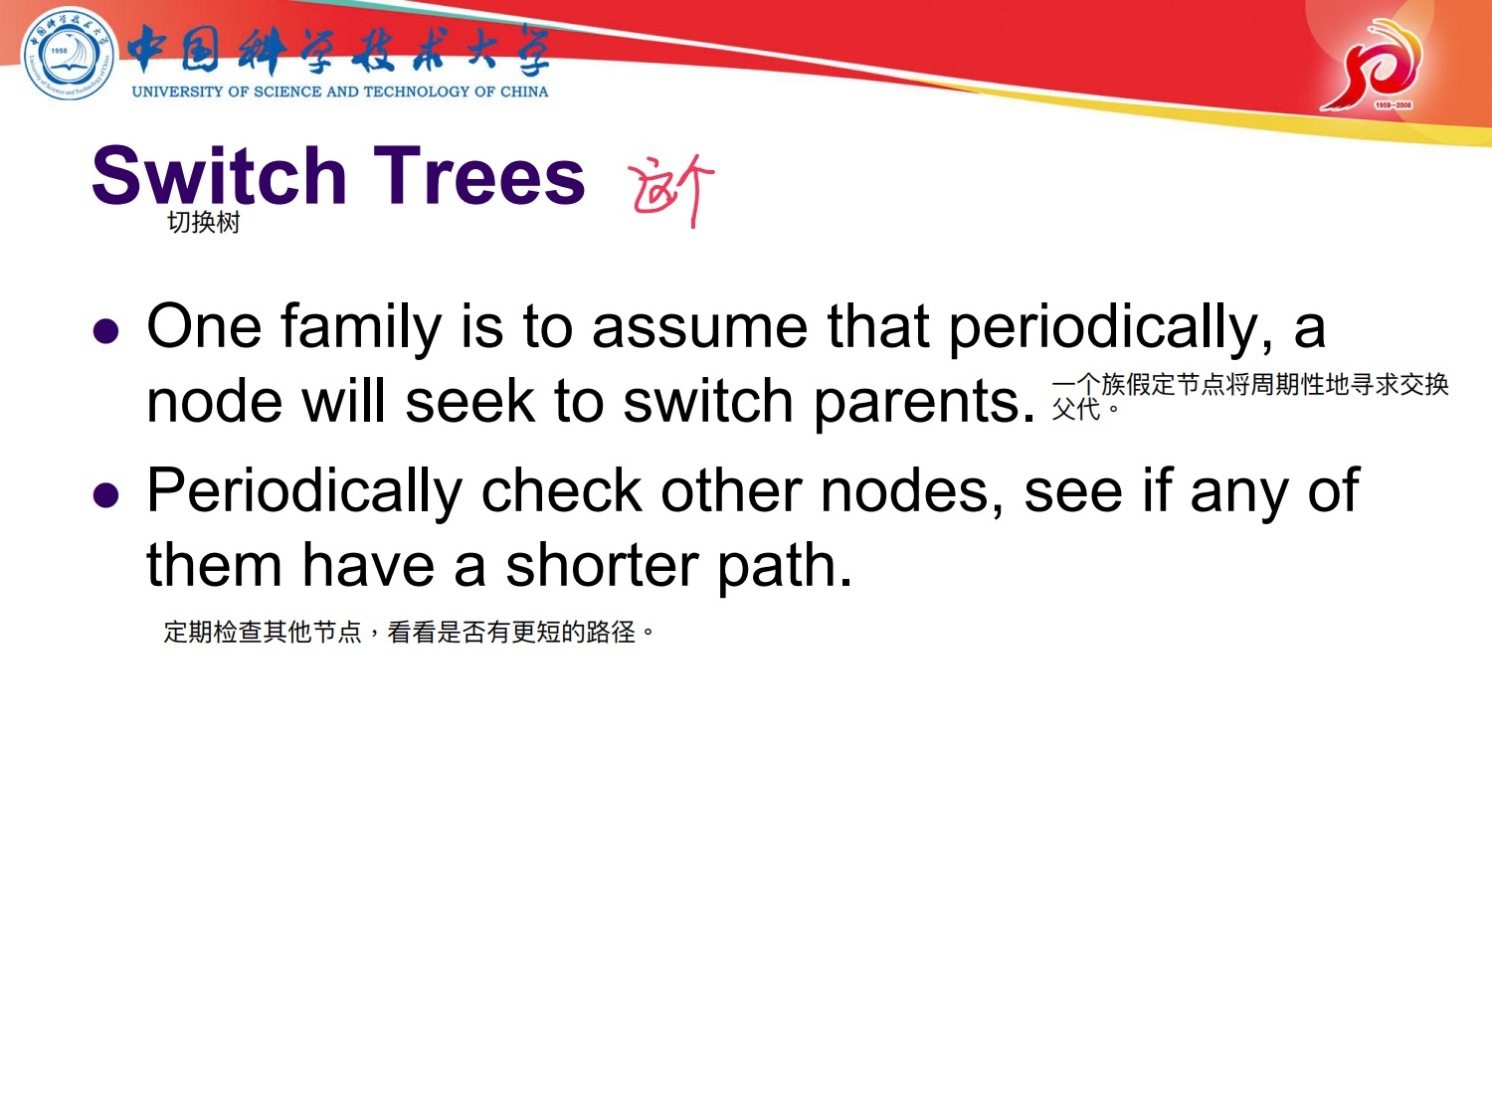 中国科学技术大学
UNIVERSITY OF SCIENCE AND TECHNOLOGY OF CHINA
1958
1958-2008
Switch Trees 这个
切换树
One family is to assume that periodically, a
node will seek to switch parents.
一个族假定节点将周期性地寻求交换
父代。
Periodically check other nodes, see if any of
them have a shorter path.
定期检查其他节点，看看是否有更短的路径。